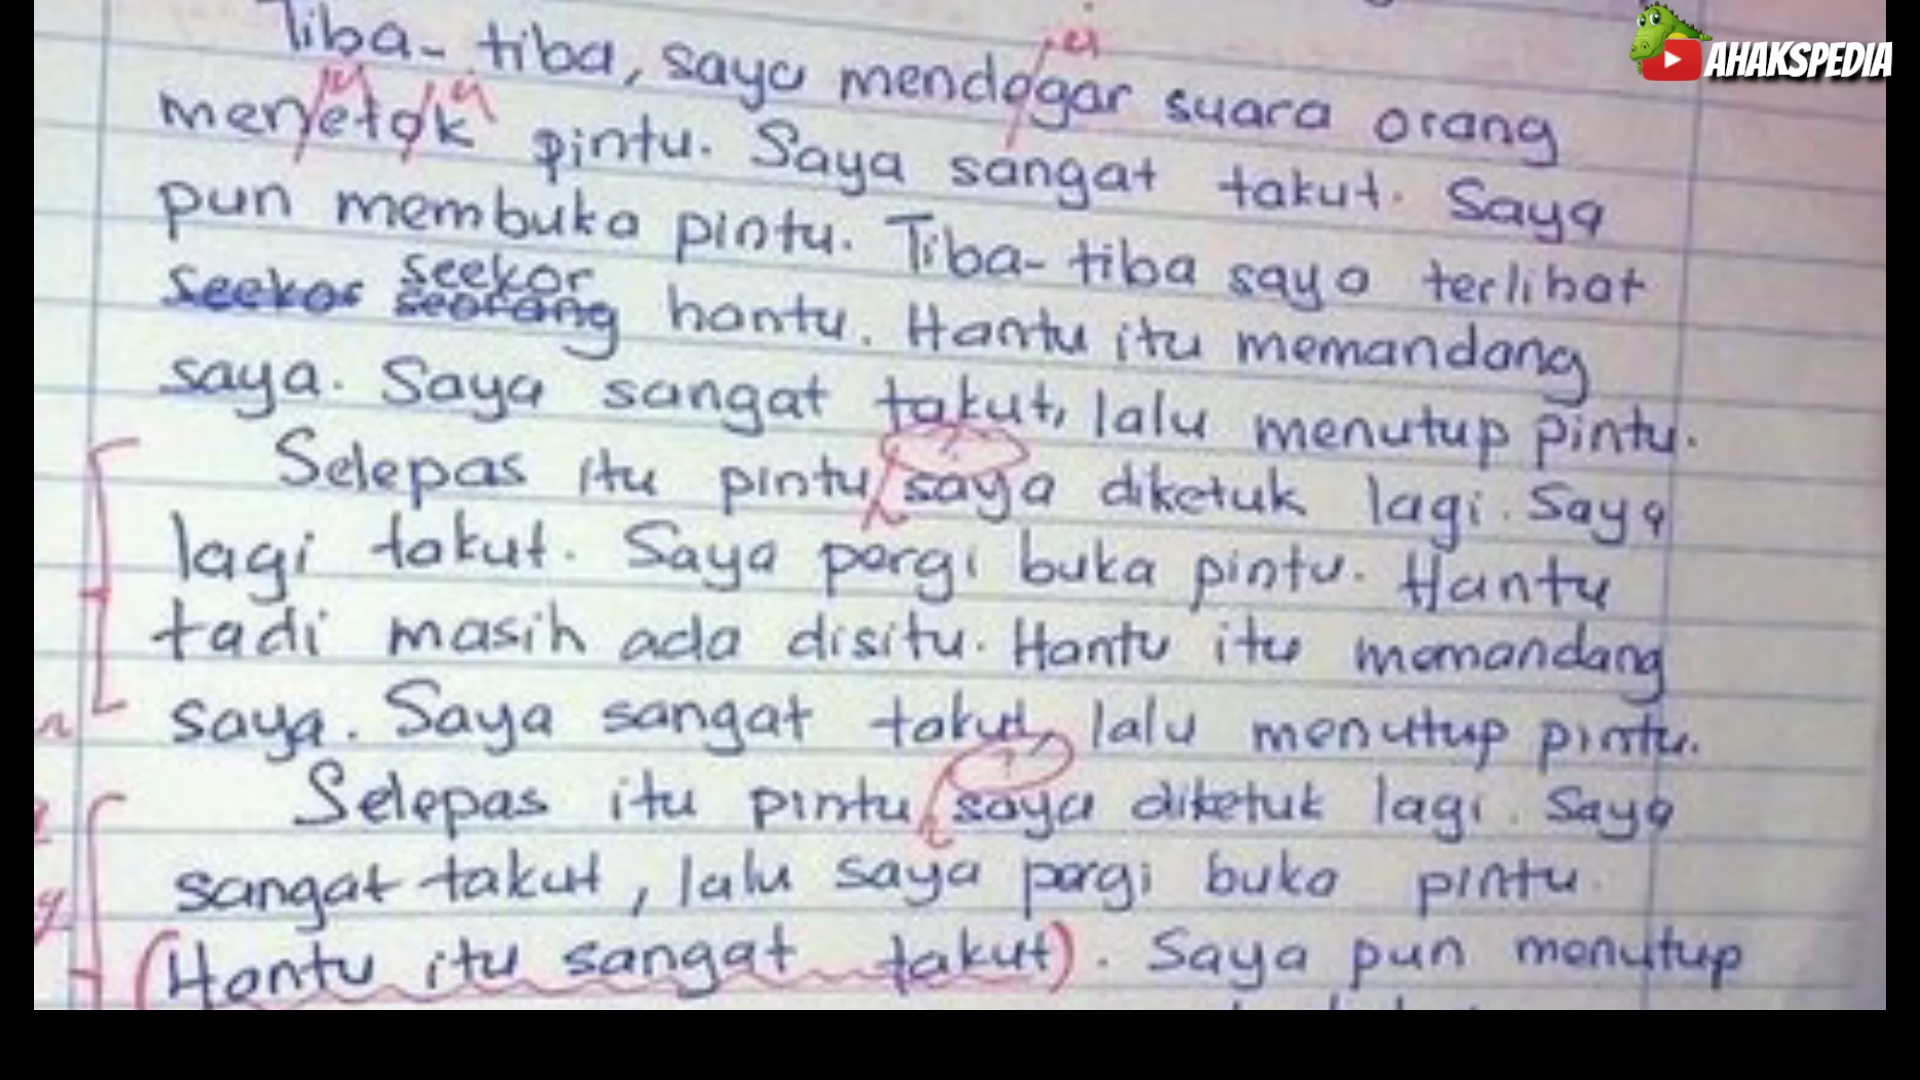 AHAKSPEDIA
Tiba-tiba, saya mendogar suara orang
menetok pintu. Saya sangat takut. Saya
pun membuka pintu. Tiba-tiba saya terlihat
seekor seorang seekor hantu. Hantu itu memandang
saya. Saya sangat takut, lalu menutup pintu.
Selepas itu pintu saya diketuk lagi. Saya
lagi takut. Saya pergi buka pintu. Hantu
tadi masih ada disitu. Hantu itu memandang
saya. Saya sangat takut, lalu menutup pintu.
Selepas itu pintu saya diketuk lagi. Saya
sangat takut, lalu saya pergi buka pintu.
(Hantu itu sangat takut). Saya pun menutup